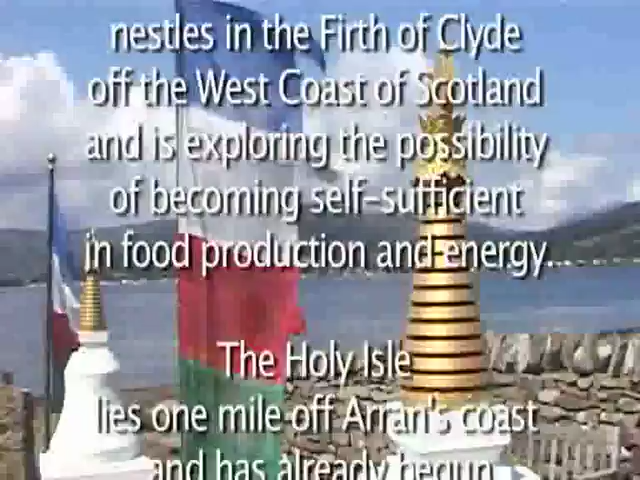 nestles in the Firth of Clyde
off the West Coast of Scotland
and is exploring the possibility
of becoming self-sufficient
in food production and energy...
The Holy Isle
lies one mile off Arran's coast
and has already begun